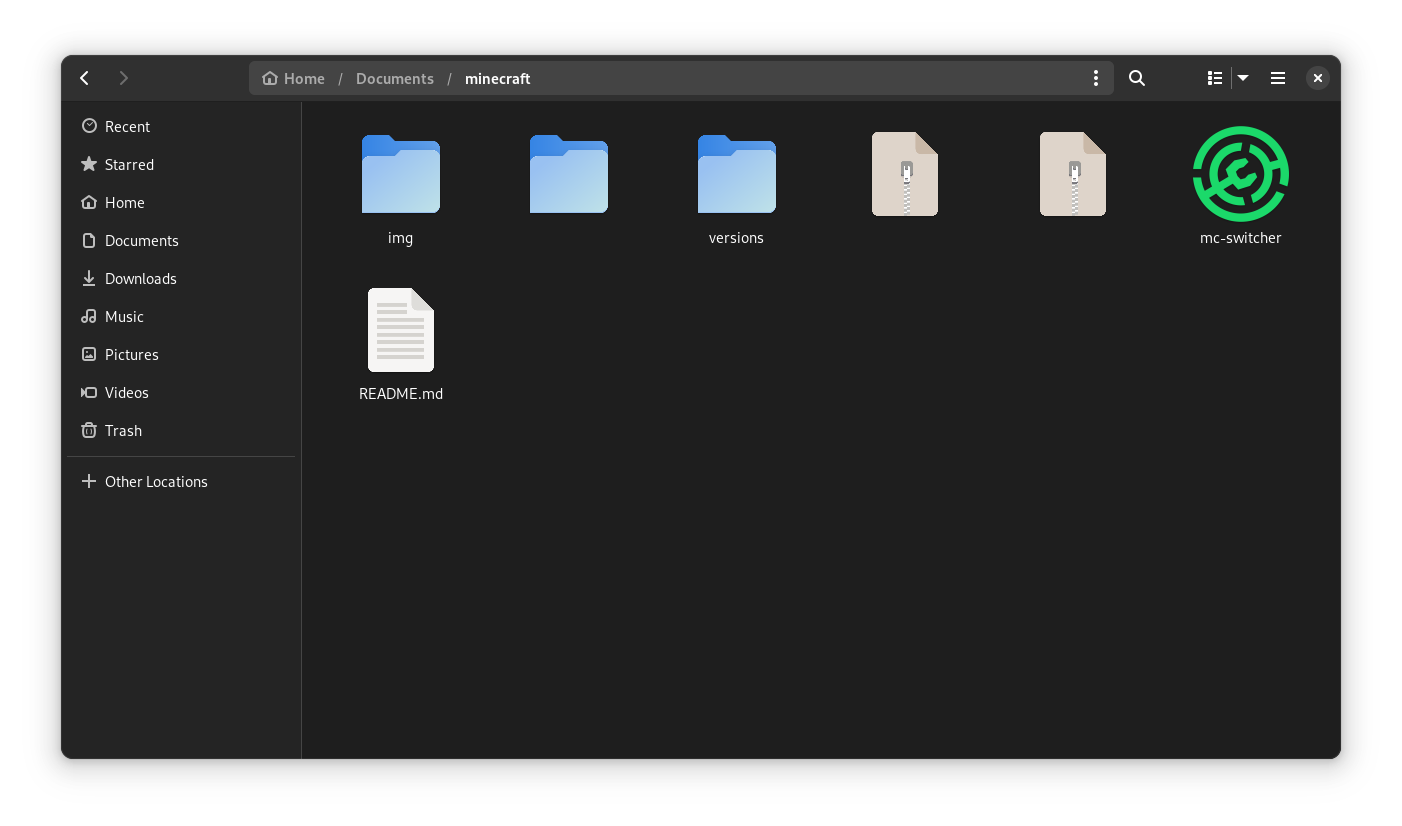 Home / Documents / minecraft
Recent
Starred
Home
Documents
Downloads
Music
Pictures
Videos
Trash
Other Locations
img
versions
mc-switcher
README.md